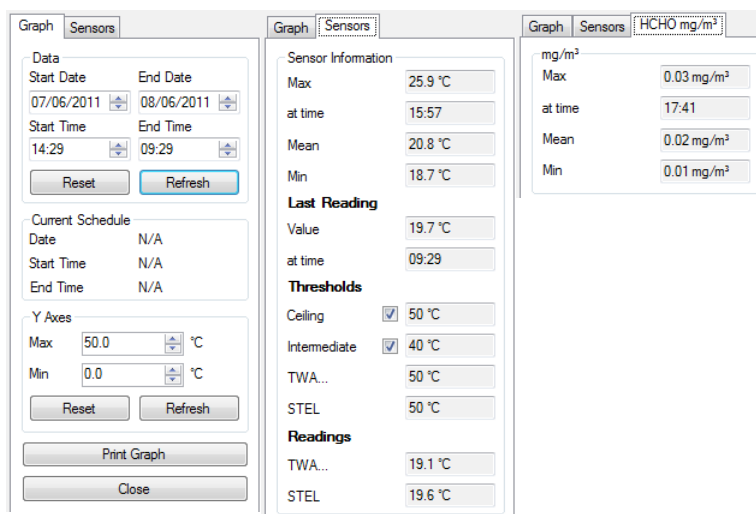 Graph Sensors
Data
Start Date End Date
07/06/2011 08/06/2011
Start Time End Time
14:29 09:29
Reset Refresh
Current Schedule
Date N/A
Start Time N/A
End Time N/A
Y Axes
Max 50.0 °C
Min 0.0 °C
Reset Refresh
Print Graph
Close
Graph Sensors
Sensor Information
Max 25.9 °C
at time 15:57
Mean 20.8 °C
Min 18.7 °C
Last Reading
Value 19.7 °C
at time 09:29
Thresholds
Ceiling 50 °C
Intermediate 40 °C
TWA... 50 °C
STEL 50 °C
Readings
TWA... 19.1 °C
STEL 19.6 °C
Graph Sensors HCHO mg/m³
mg/m³
Max 0.03 mg/m³
at time 17:41
Mean 0.02 mg/m³
Min 0.01 mg/m³